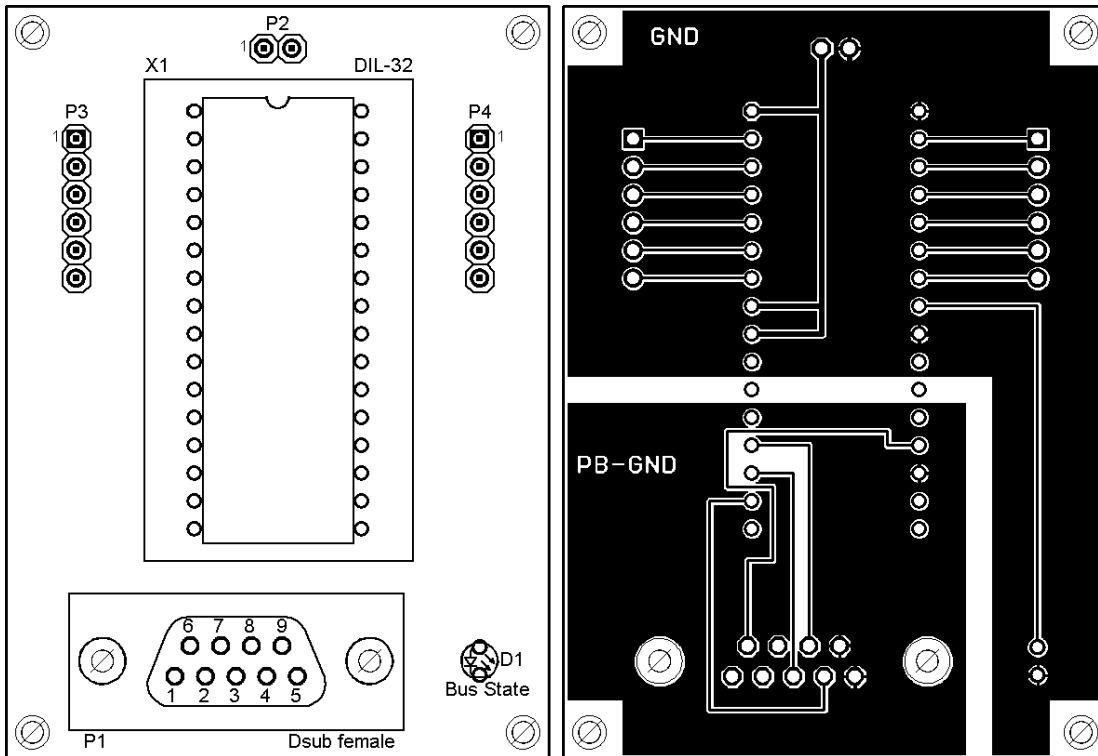 P2
1
GND
X1 DIL-32
P3
1
P4
1
PB-GND
6 7 8 9
1 2 3 4 5
D1
Bus State
P1 Dsub female